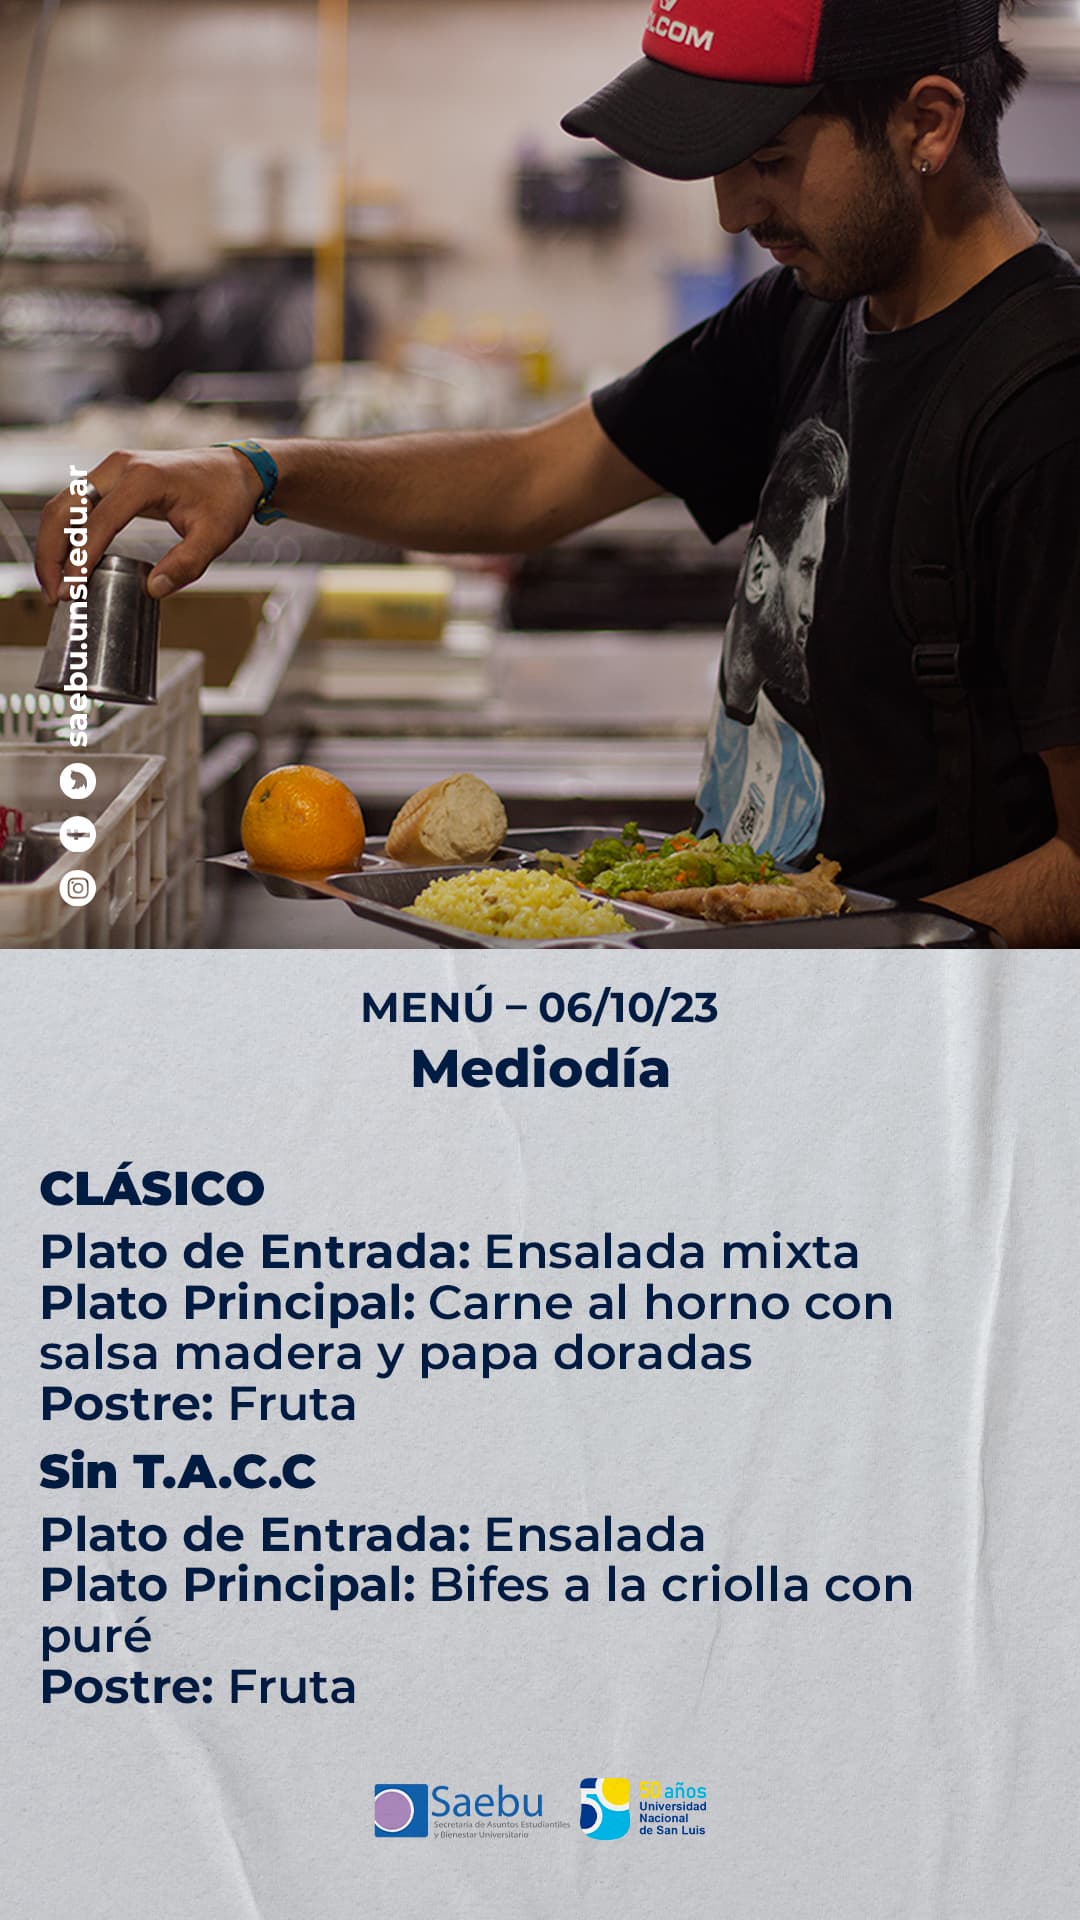 LCOM
saebu.unsl.edu.ar
MENÚ – 06/10/23
Mediodía
CLÁSICO
Plato de Entrada: Ensalada mixta
Plato Principal: Carne al horno con
salsa madera y papa doradas
Postre: Fruta
Sin T.A.C.C
Plato de Entrada: Ensalada
Plato Principal: Bifes a la criolla con
puré
Postre: Fruta
Saebu
Secretaría de Asuntos Estudiantiles
y Bienestar Universitario
50 años
Universidad
Nacional
de San Luis